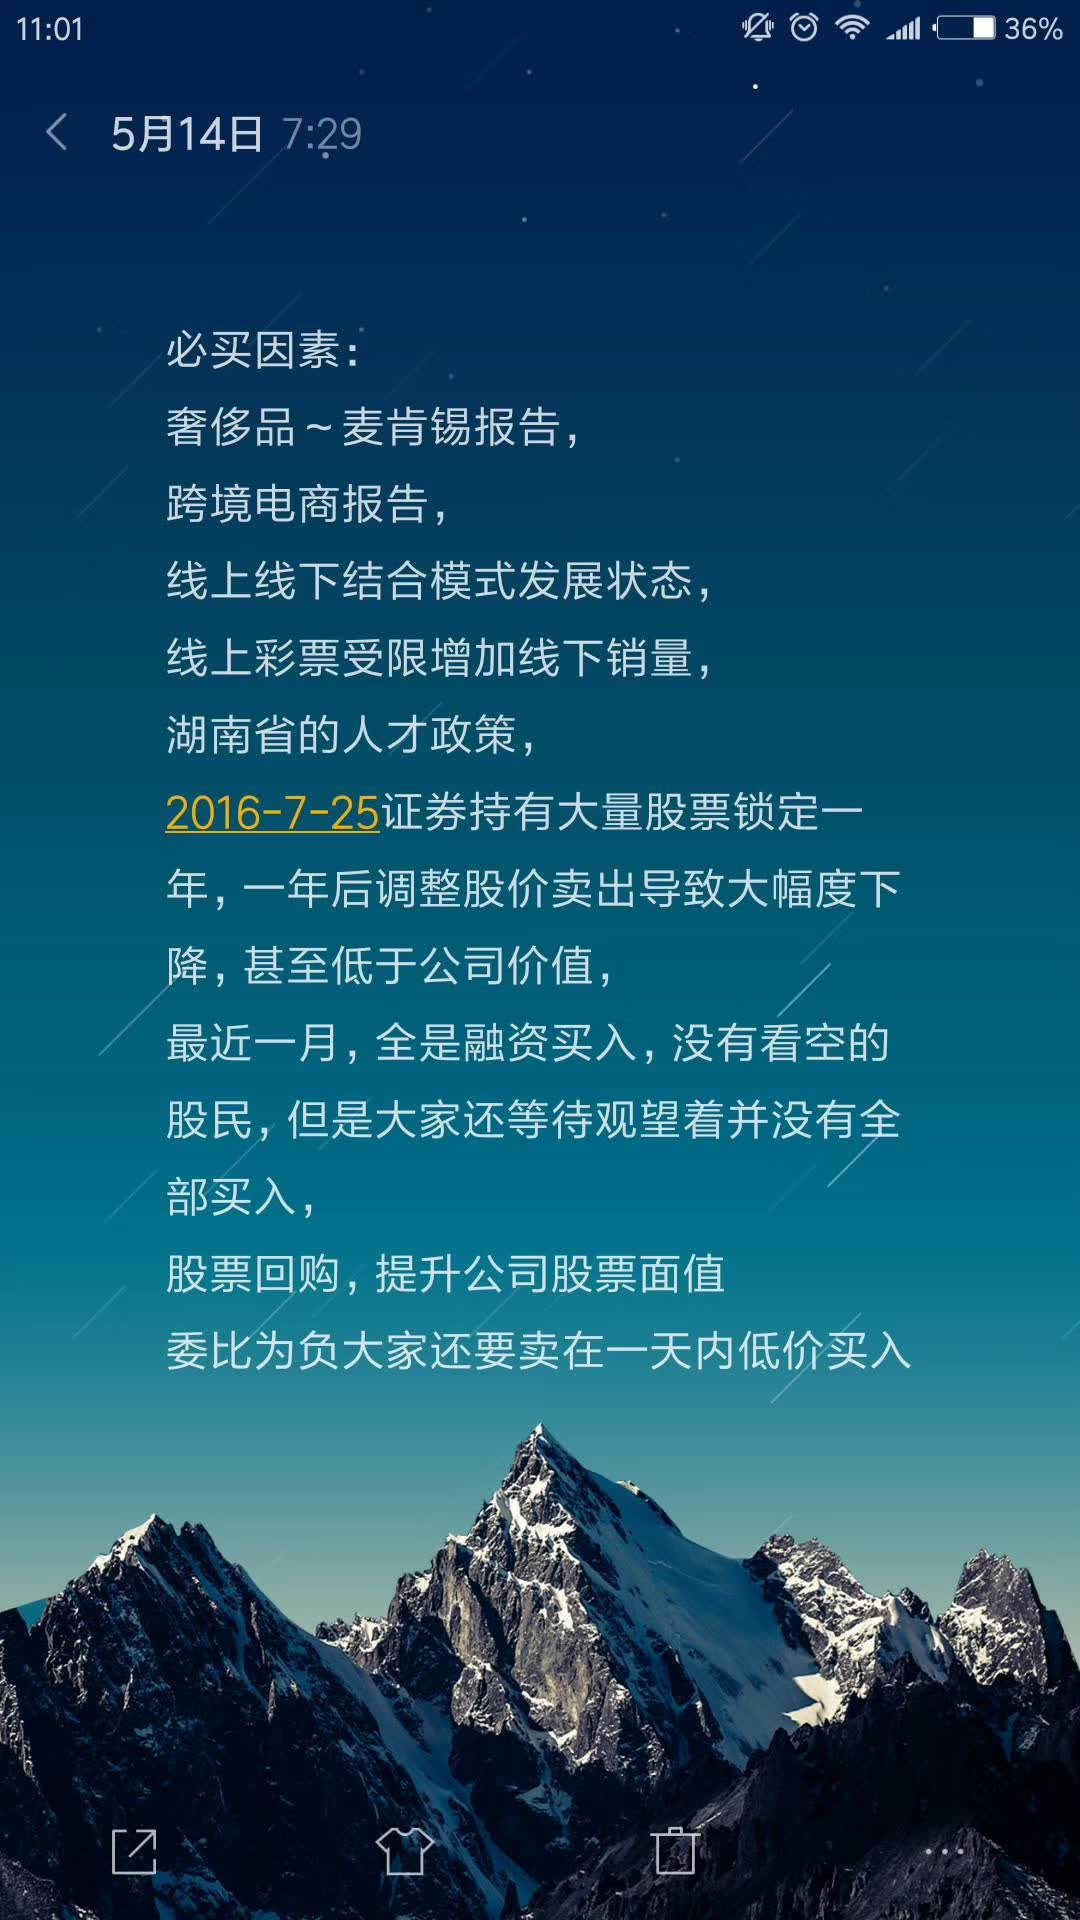 11:01
36%
5月14日 7:29
必买因素：
奢侈品～麦肯锡报告，
跨境电商报告，
线上线下结合模式发展状态，
线上彩票受限增加线下销量，
湖南省的人才政策，
2016-7-25证券持有大量股票锁定一
年，一年后调整股价卖出导致大幅度下
降，甚至低于公司价值，
最近一月，全是融资买入，没有看空的
股民，但是大家还等待观望着并没有全
部买入，
股票回购，提升公司股票面值
委比为负大家还要卖在一天内低价买入